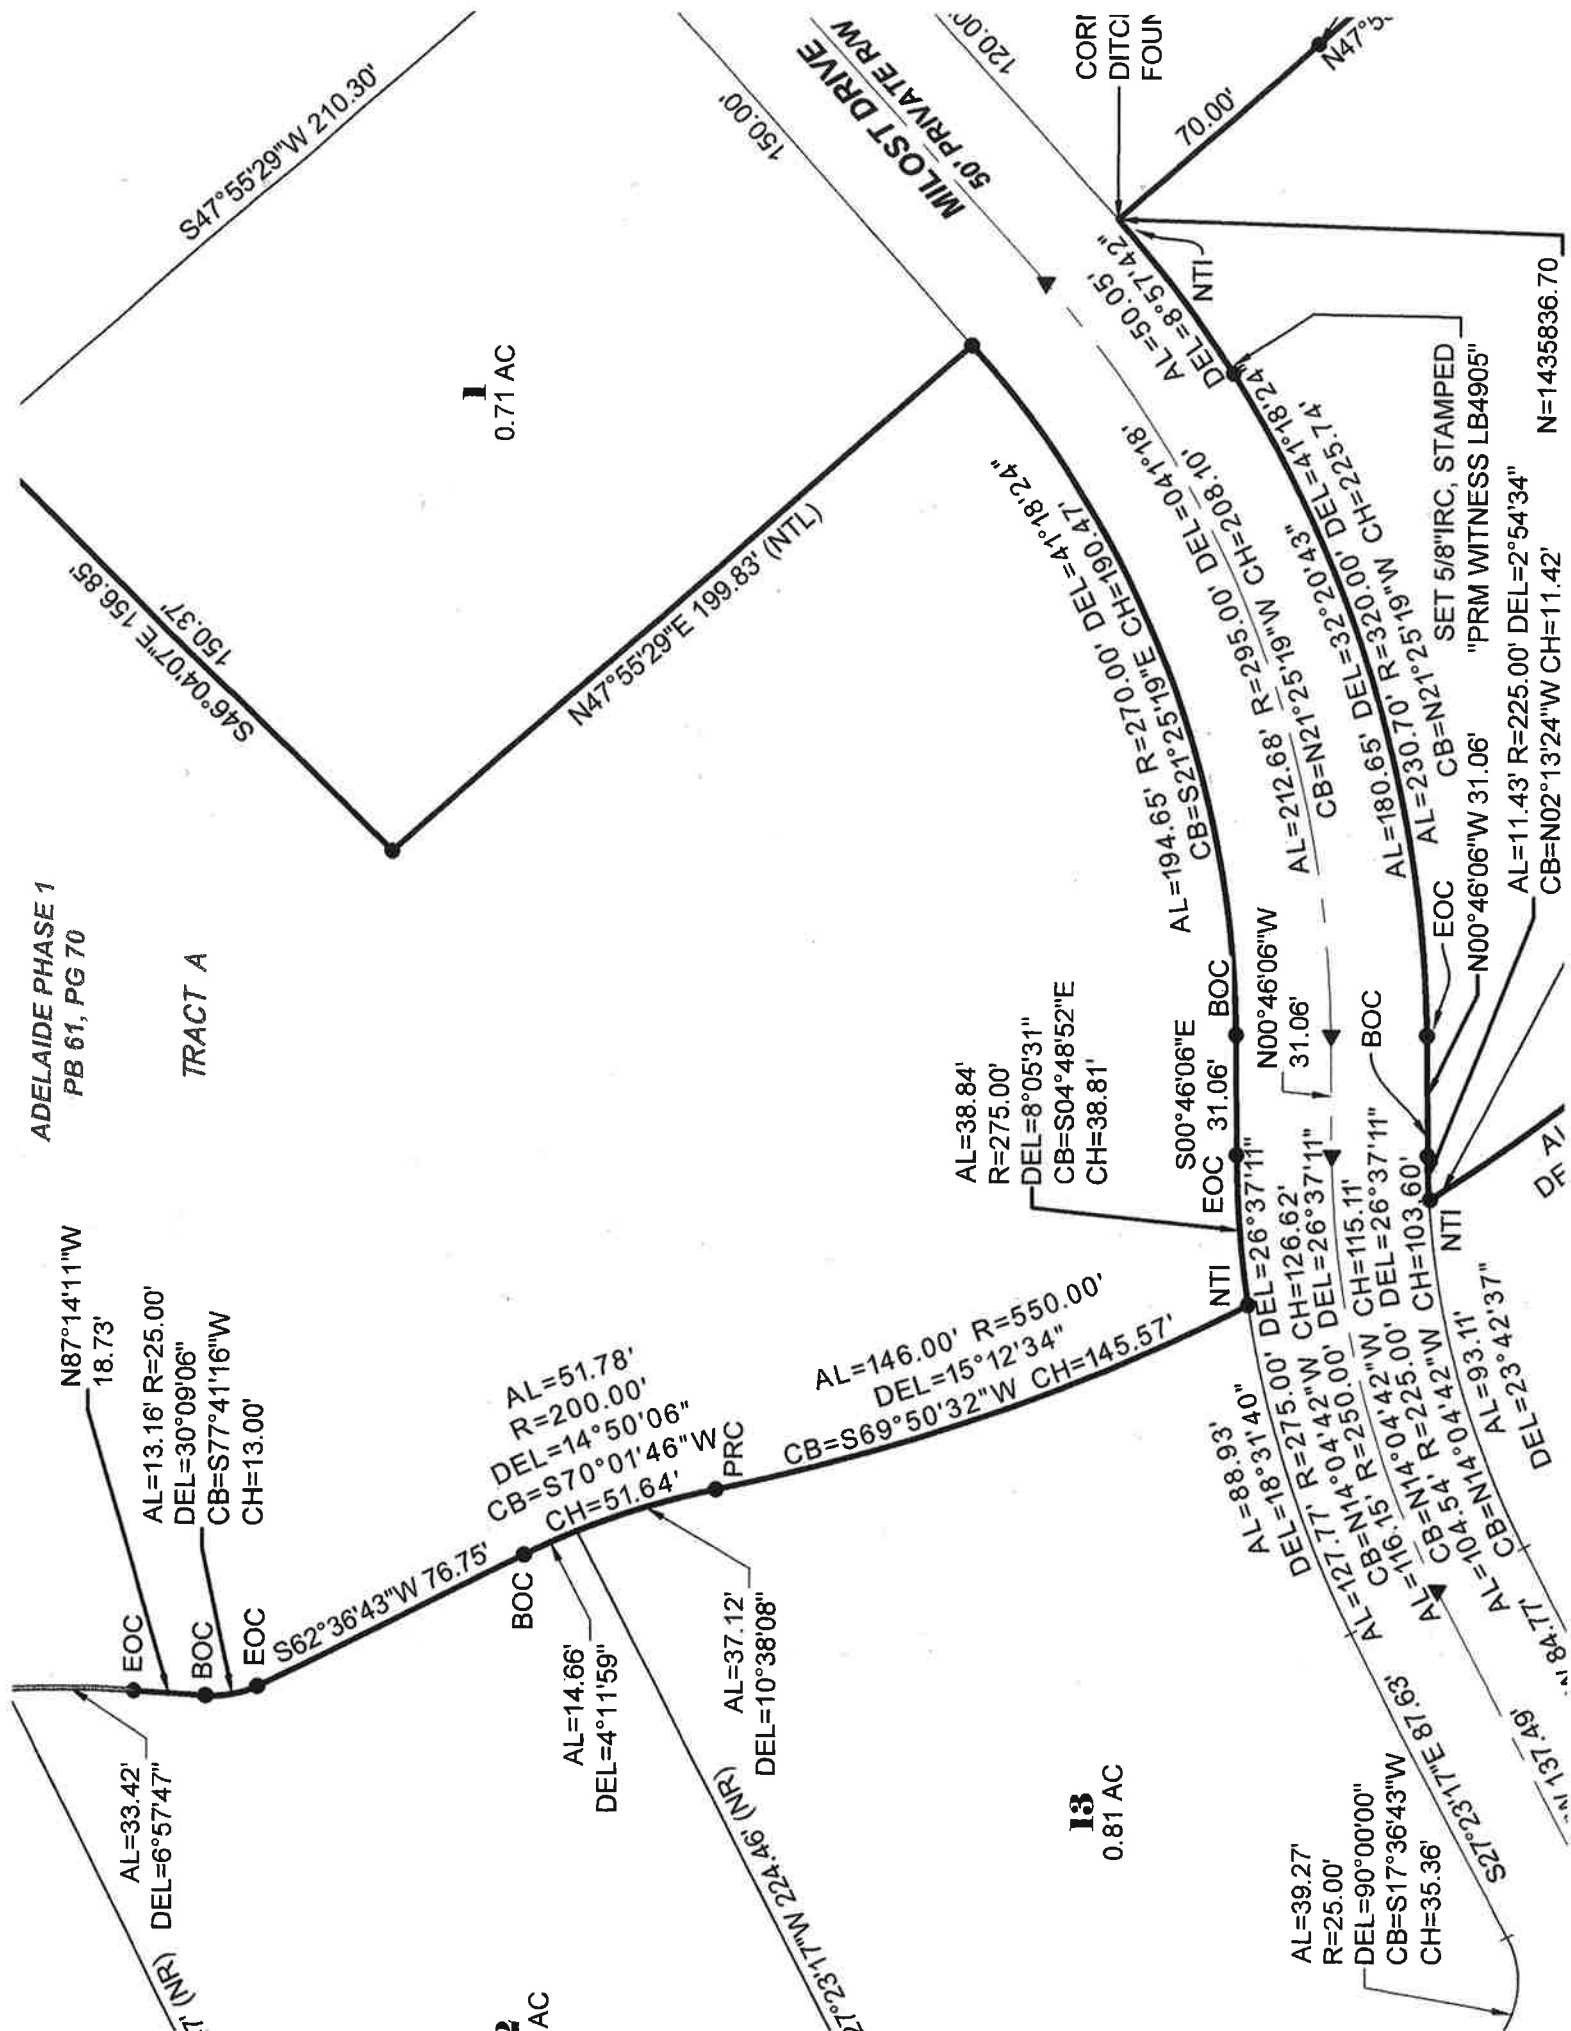 ADELAIDE PHASE 1
PB 61, PG 70
TRACT A
S47°55'29"W 210.30'
1
0.71 AC
S46°04'07"E 156.85'
150.37'
N47°55'29"E 199.83' (NTL)
150.00'
MILOST DRIVE
50' PRIVATE R/W
120.00'
CORI
DITCI
FOUN
70.00'
N47°5
NTI
AL=50.05'
DEL=8°57'42"
AL=194.65' R=270.00' DEL=41°18'24"
CB=S21°25'19"E CH=190.47'
AL=212.68' R=295.00' DEL=041°18'
CB=N21°25'19"W CH=208.10'
AL=180.65' DEL=32°20'43"
AL=230.70' R=320.00' DEL=41°18'24"
CB=N21°25'19"W CH=225.74'
SET 5/8"IRC, STAMPED
"PRM WITNESS LB4905"
N=1435836.70
EOC
N00°46'06"W 31.06'
AL=11.43' R=225.00' DEL=2°54'34"
CB=N02°13'24"W CH=11.42'
BOC
N00°46'06"W
31.06'
BOC
S00°46'06"E
31.06'
EOC
AL=38.84'
R=275.00'
DEL=8°05'31"
CB=S04°48'52"E
CH=38.81'
NTI
NTI
N87°14'11"W
18.73'
AL=13.16' R=25.00'
DEL=30°09'06"
CB=S77°41'16"W
CH=13.00'
EOC
BOC
EOC
S62°36'43"W 76.75'
AL=51.78'
R=200.00'
DEL=14°50'06"
CB=S70°01'46"W
CH=51.64'
BOC
PRC
AL=146.00' R=550.00'
DEL=15°12'34"
CB=S69°50'32"W CH=145.57'
AL=33.42'
DEL=6°57'47"
AL=14.66'
DEL=4°11'59"
AL=37.12'
DEL=10°38'08"
7' (NR)
AC
27°23'17"W 224.46' (NR)
13
0.81 AC
AL=88.93'
DEL=18°31'40"
AL=127.77' R=275.00' DEL=26°37'11"
CB=N14°04'42"W CH=126.62'
AL=116.15' R=250.00' DEL=26°37'11"
CB=N14°04'42"W CH=115.11'
AL=104.54' R=225.00' DEL=26°37'11"
CB=N14°04'42"W CH=103.60'
AL=93.11'
DEL=23°42'37"
S27°23'17"E 87.63'
137.49'
84.77'
AL=39.27'
R=25.00'
DEL=90°00'00"
CB=S17°36'43"W
CH=35.36'